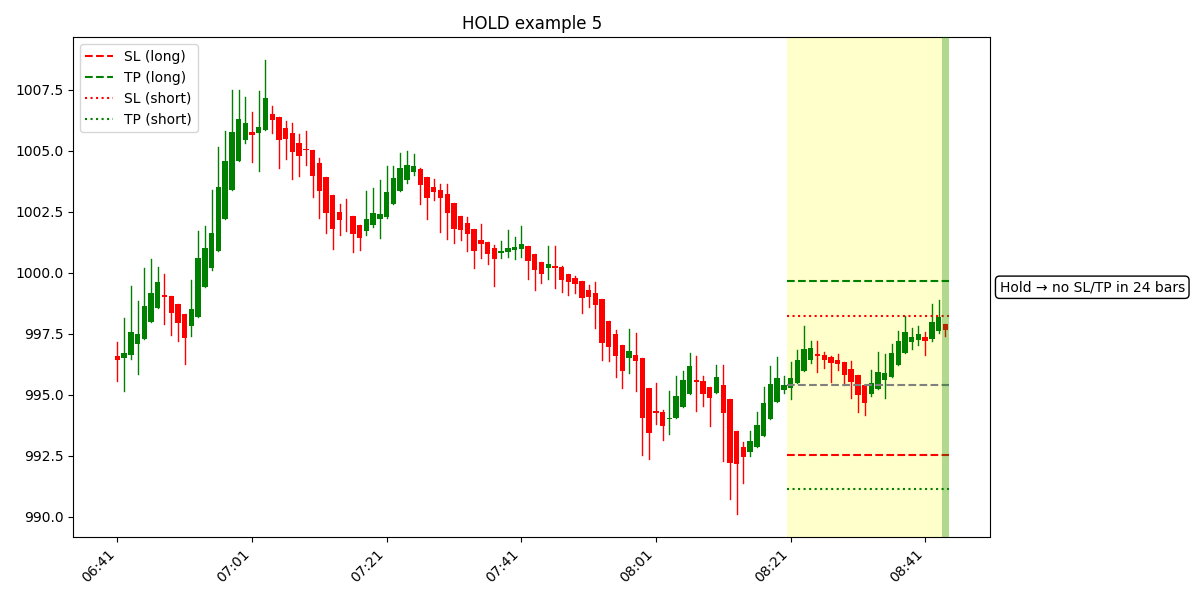 HOLD example 5
SL (long)
TP (long)
SL (short)
TP (short)
1007.5
1005.0
1002.5
1000.0
997.5
995.0
992.5
990.0
Hold → no SL/TP in 24 bars
06:41
07:01
07:21
07:41
08:01
08:21
08:41